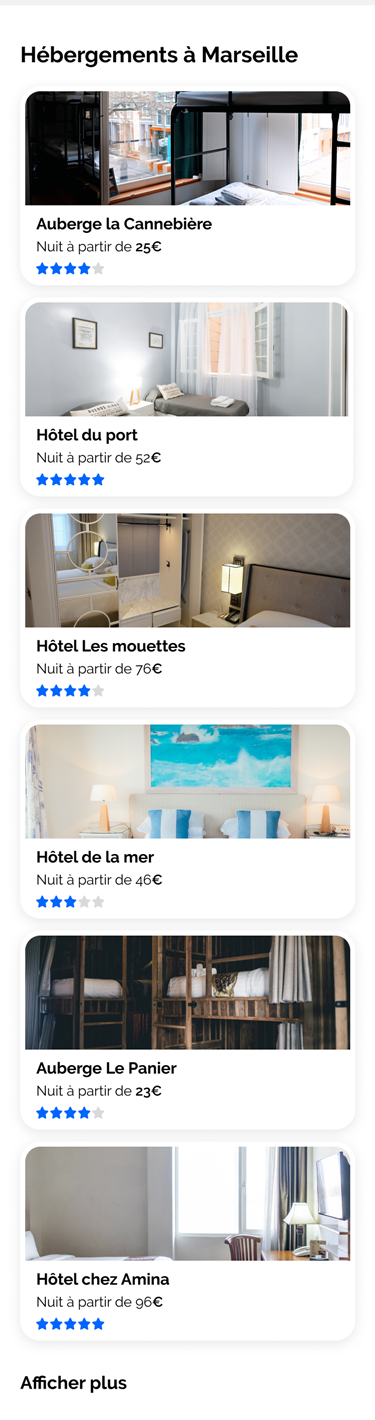 Hébergements à Marseille
Auberge la Cannebière
Nuit à partir de 25€
Hôtel du port
Nuit à partir de 52€
Hôtel Les mouettes
Nuit à partir de 76€
Hôtel de la mer
Nuit à partir de 46€
Auberge Le Panier
Nuit à partir de 23€
Hôtel chez Amina
Nuit à partir de 96€
Afficher plus